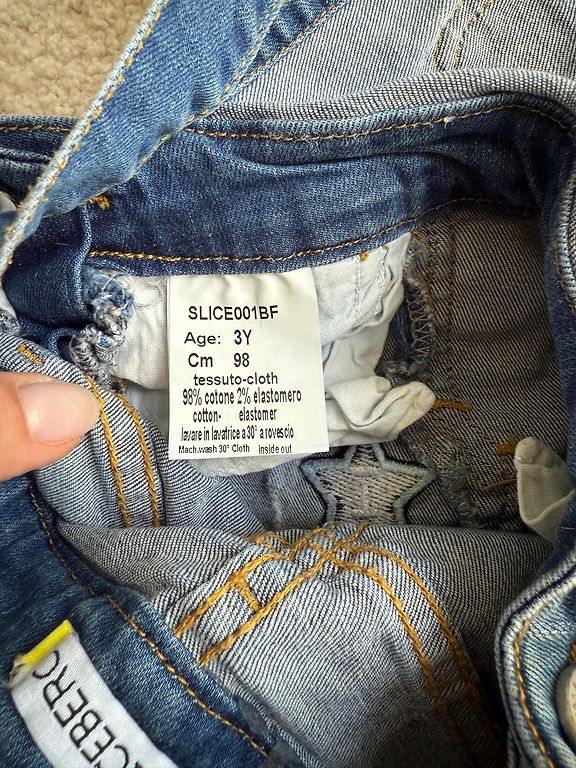 SLICE001BF
Age: 3Y
Cm 98
tessuto-cloth
98% cotone 2% elastomero
cotton- elastomer
lavare in lavatrice a 30° a rovescio
Mach.wash 30° Cloth inside out
ICEBERG